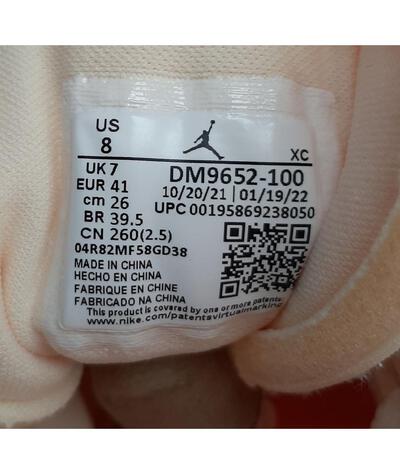 US
8
XC
UK 7
EUR 41
cm 26
BR 39.5
CN 260(2.5)
DM9652-100
10/20/21 | 01/19/22
UPC 00195869238050
04R82MF58GD38
MADE IN CHINA
HECHO EN CHINA
FABRIQUE EN CHINE
FABRICADO NA CHINA
This product is covered by one or more patents:
www.nike.com/patentsvirtualmarking